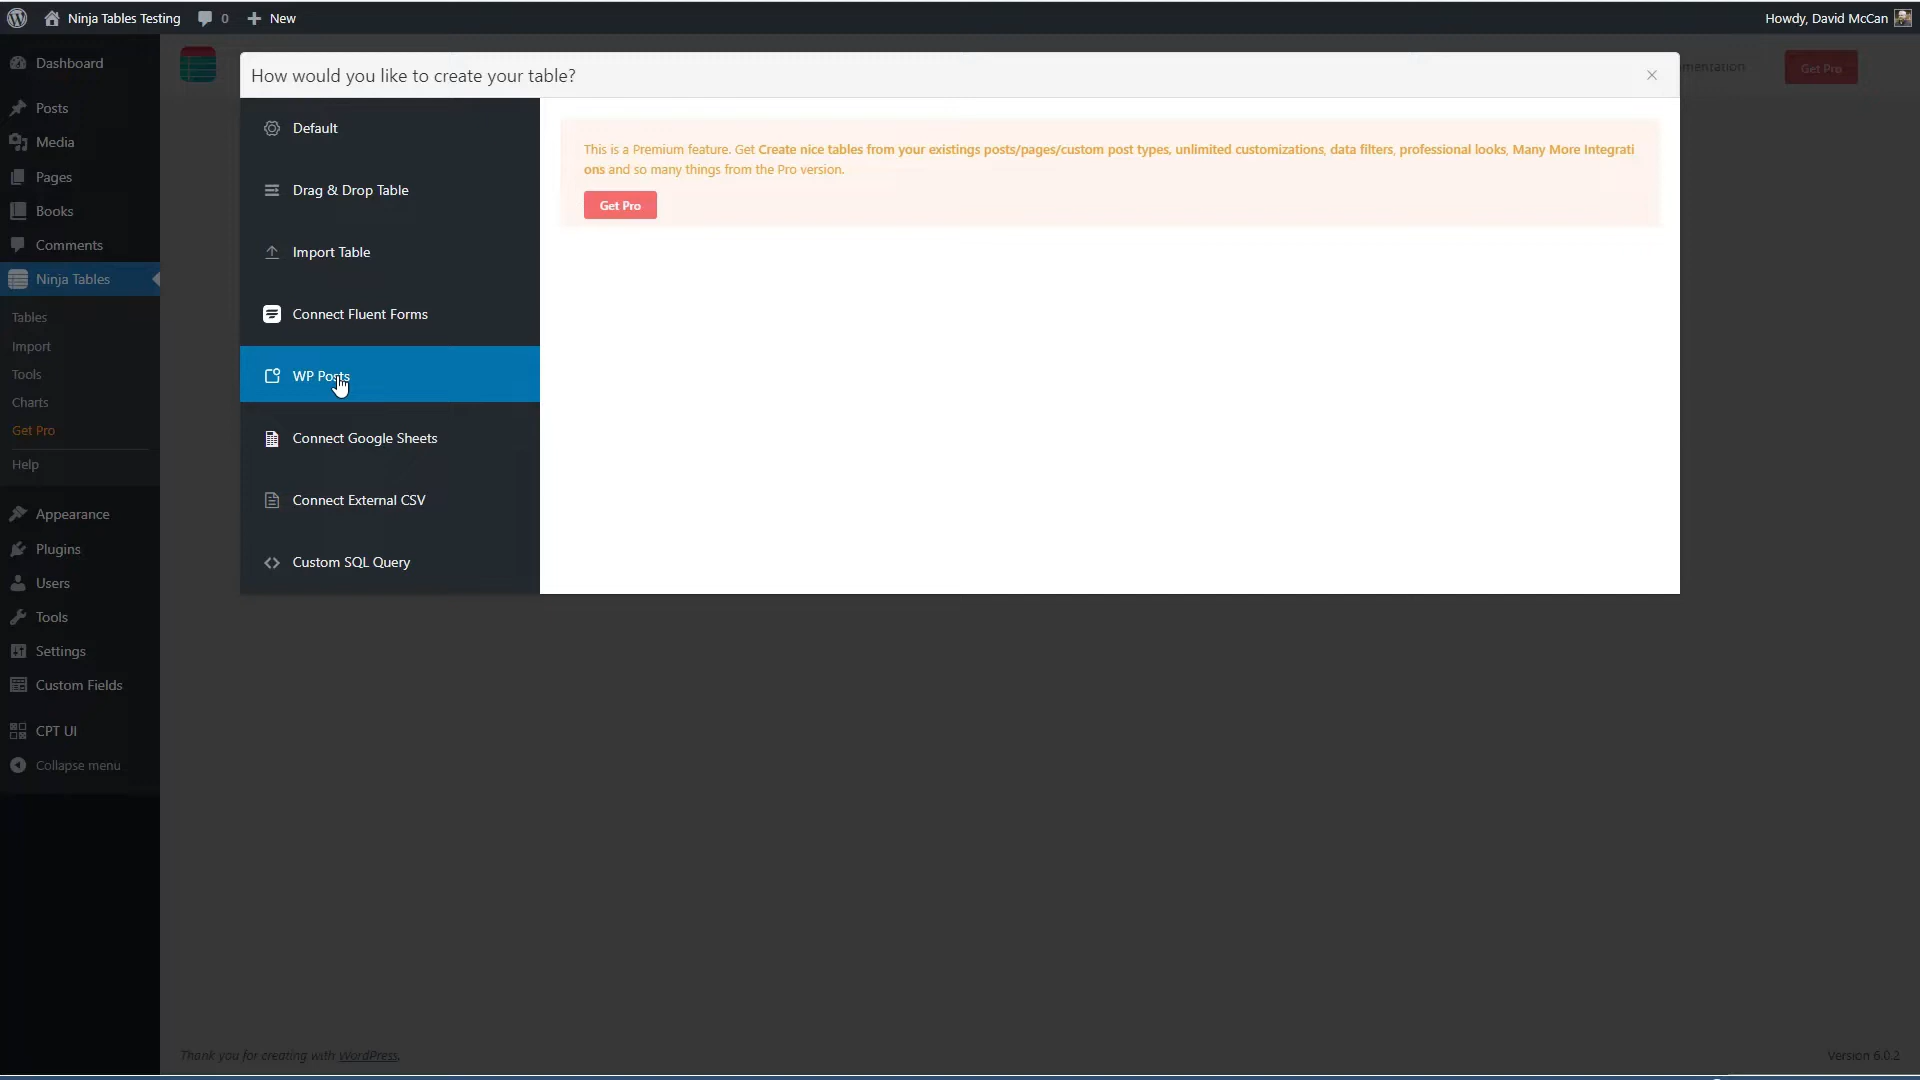 Ninja Tables Testing
0
New
Howdy, David McCan
Dashboard
Posts
Media
Pages
Books
Comments
Ninja Tables
Tables
Import
Tools
Charts
Get Pro
Help
Appearance
Plugins
Users
Tools
Settings
Custom Fields
CPT UI
Collapse menu
How would you like to create your table?
mentation
Get Pro
Default
Drag & Drop Table
Import Table
Connect Fluent Forms
WP Posts
Connect Google Sheets
Connect External CSV
Custom SQL Query
This is a Premium feature. Get Create nice tables from your existings posts/pages/custom post types, unlimited customizations, data filters, professional looks, Many More Integrati
ons and so many things from the Pro version.
Get Pro
Thank you for creating with WordPress.
Version 6.0.2